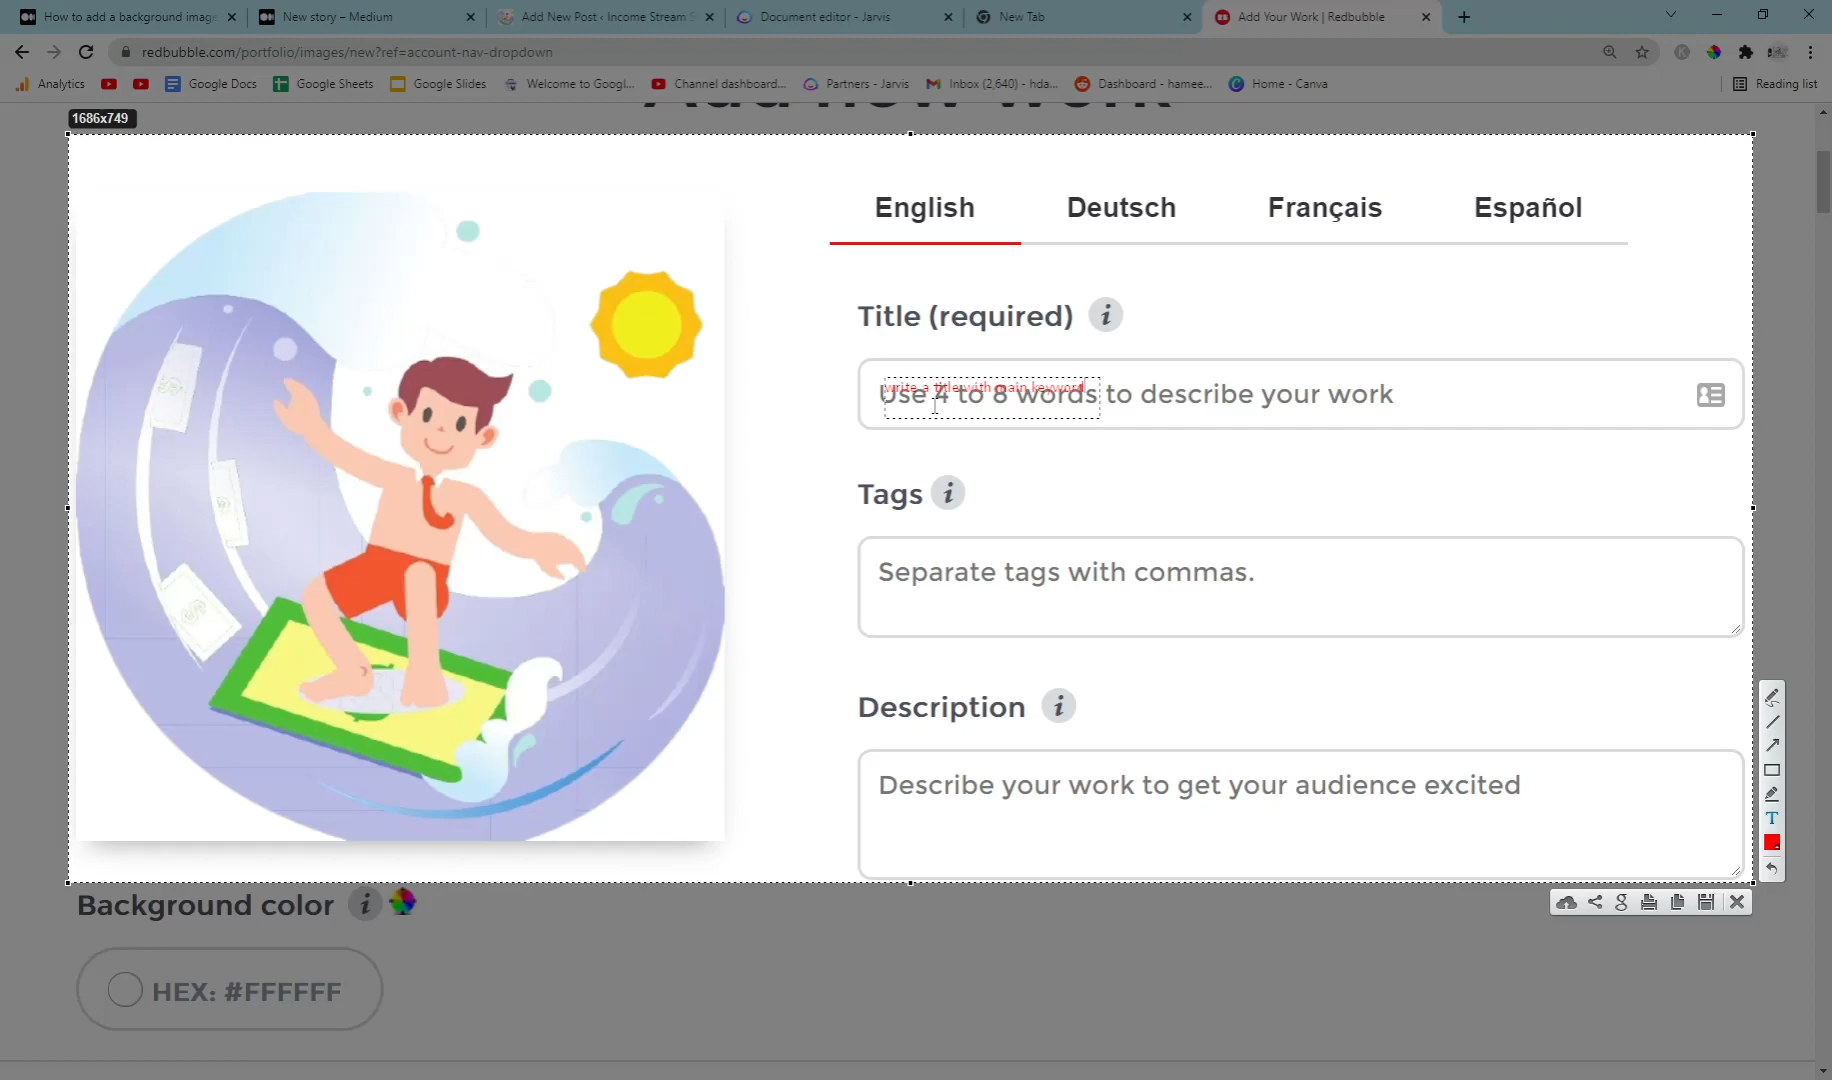 How to add a background image
New story – Medium
Add New Post ‹ Income Stream S
Document editor - Jarvis
New Tab
Add Your Work | Redbubble
redbubble.com/portfolio/images/new?ref=account-nav-dropdown
Analytics
Google Docs
Google Sheets
Google Slides
Welcome to Googl...
Channel dashboard...
Partners - Jarvis
Inbox (2,640) - hda...
Dashboard - hamee...
Home - Canva
Reading list
Add new work
1686x749
English
Deutsch
Français
Español
Title (required) i
write a title with main keyword
Use 4 to 8 words to describe your work
Tags i
Separate tags with commas.
Description i
Describe your work to get your audience excited
Background color i
HEX: #FFFFFF
T
g